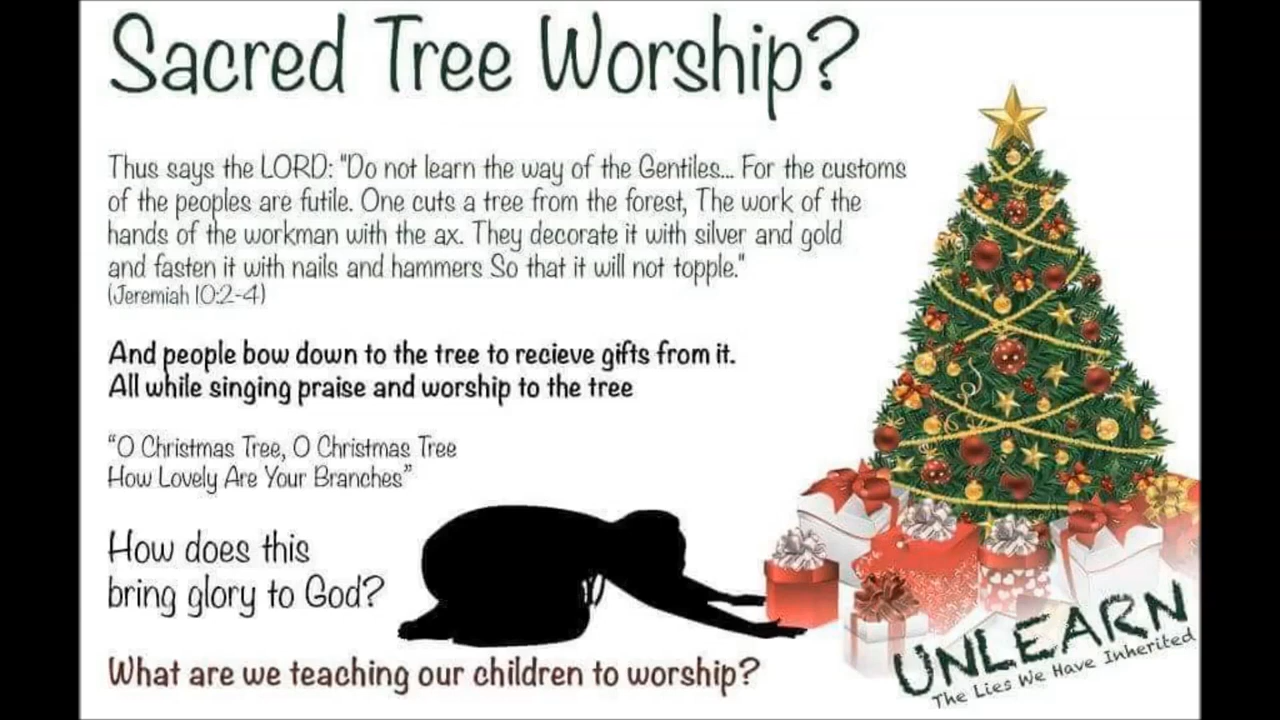 Sacred Tree Worship?
Thus says the LORD: "Do not learn the way of the Gentiles... For the customs
of the peoples are futile. One cuts a tree from the forest, The work of the
hands of the workman with the ax. They decorate it with silver and gold
and fasten it with nails and hammers So that it will not topple."
(Jeremiah 10:2-4)
And people bow down to the tree to recieve gifts from it.
All while singing praise and worship to the tree
"O Christmas Tree, O Christmas Tree
How Lovely Are Your Branches"
How does this
bring glory to God?
What are we teaching our children to worship?
UNLEARN
The Lies We Have Inherited